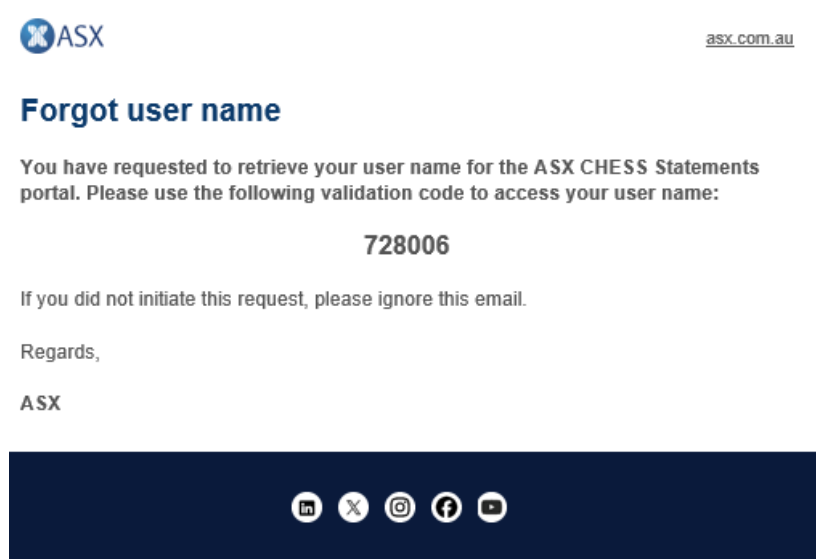 ASX
asx.com.au
Forgot user name
You have requested to retrieve your user name for the ASX CHESS Statements
portal. Please use the following validation code to access your user name:
728006
If you did not initiate this request, please ignore this email.
Regards,
ASX